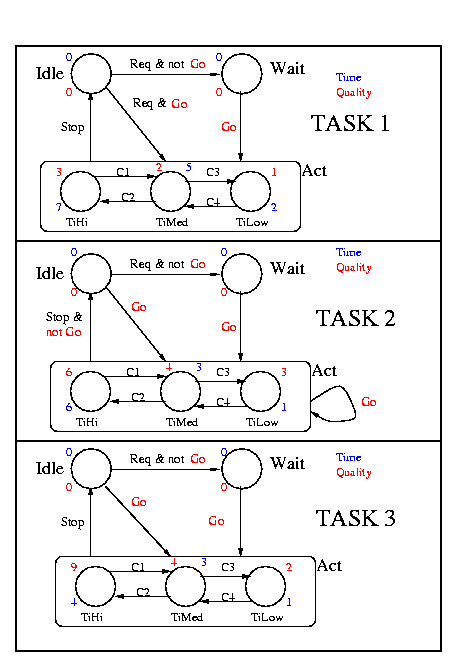 0 Req & not Go 0
Idle Wait
0 0 Time
Quality
Req & Go
Stop Go TASK 1
3 2 5 1 Act
C1 C3
C2 C4
7 2
TiHi TiMed TiLow
0 Req & not Go 0
Idle Wait
0 0 Time
Quality
Go
Stop & Go TASK 2
not Go
6 4 3 3 Act
C1 C3
C2 C4 Go
6 1
TiHi TiMed TiLow
0 Req & not Go 0
Idle Wait
0 0 Time
Quality
Go
Stop Go TASK 3
9 4 3 2 Act
C1 C3
C2 C4
4 1
TiHi TiMed TiLow